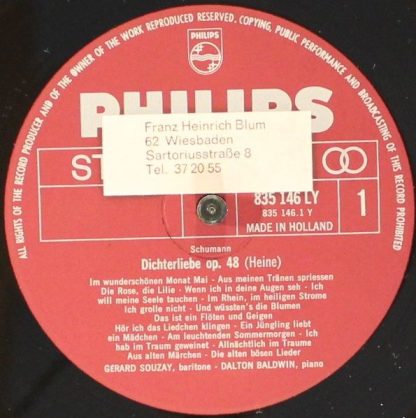 ALL RIGHTS OF THE RECORD PRODUCER AND OF THE OWNER OF THE WORK REPRODUCED RESERVED. COPYING, PUBLIC PERFORMANCE AND BROADCASTING OF THIS RECORD PROHIBITED
PHILIPS
PHILIPS
Franz Heinrich Blum
62 Wiesbaden
Sartoriusstraße 8
Tel. 37 20 55
ST
835 146 LY
835 146.1 Y
MADE IN HOLLAND
1
Schumann
Dichterliebe op. 48 (Heine)
Im wunderschönen Monat Mai - Aus meinen Tränen spriessen
Die Rose, die Lilie - Wenn ich in deine Augen seh - Ich
will meine Seele tauchen - Im Rhein, im heiligen Strome
Ich grolle nicht - Und wüssten's die Blumen
Das ist ein Flöten und Geigen
Hör ich das Liedchen klingen - Ein Jüngling liebt
ein Mädchen - Am leuchtenden Sommermorgen - Ich
hab im Traum geweinet - Allnächtlich im Traume
Aus alten Märchen - Die alten bösen Lieder
GERARD SOUZAY, baritone - DALTON BALDWIN, piano